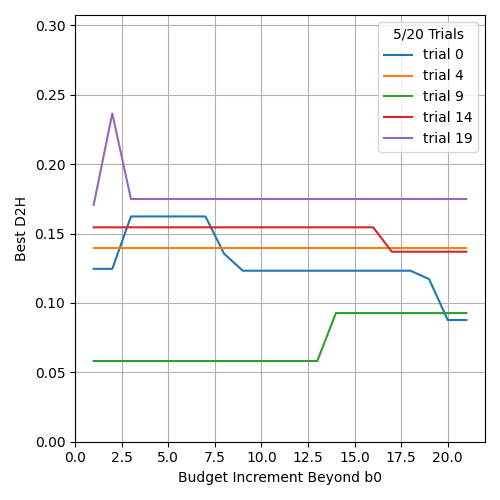 5/20 Trials
trial 0
trial 4
trial 9
trial 14
trial 19
0.30
0.25
0.20
0.15
0.10
0.05
0.00
Best D2H
0.0 2.5 5.0 7.5 10.0 12.5 15.0 17.5 20.0
Budget Increment Beyond b0